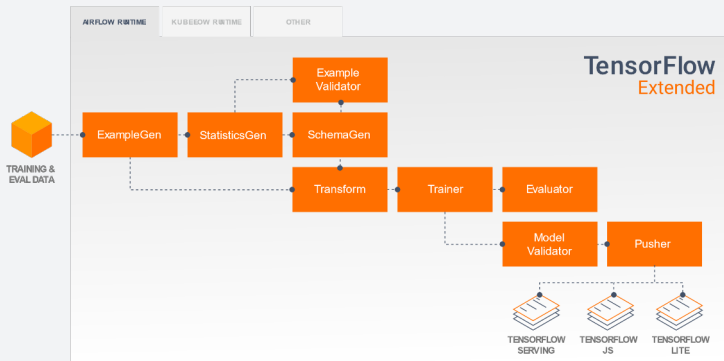 AIRFLOW RUNTIME
KUBEFLOW RUNTIME
OTHER
TensorFlow
Extended
Example
Validator
ExampleGen
StatisticsGen
SchemaGen
TRAINING &
EVAL DATA
Transform
Trainer
Evaluator
Model
Validator
Pusher
TENSORFLOW
SERVING
TENSORFLOW
JS
TENSORFLOW
LITE